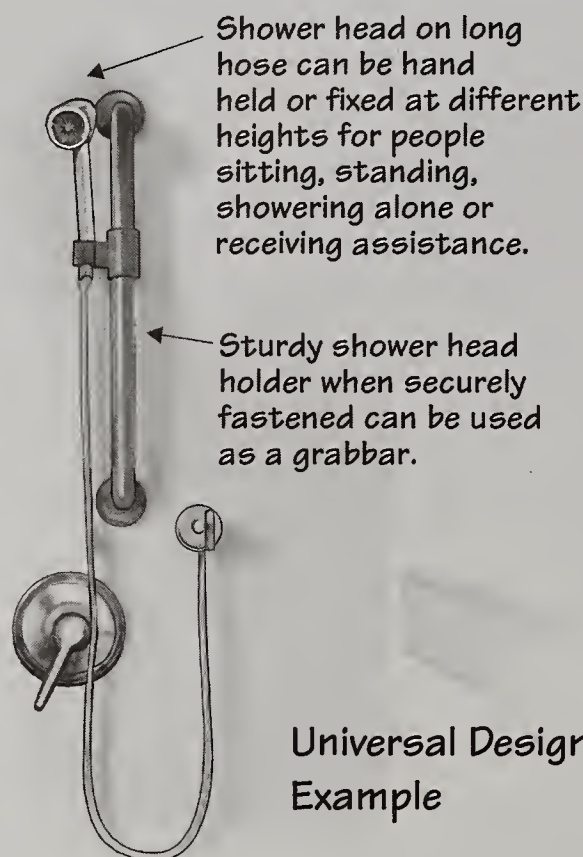 Shower head on long
hose can be hand
held or fixed at different
heights for people
sitting, standing,
showering alone or
receiving assistance.
Sturdy shower head
holder when securely
fastened can be used
as a grabbar.
Universal Design
Example